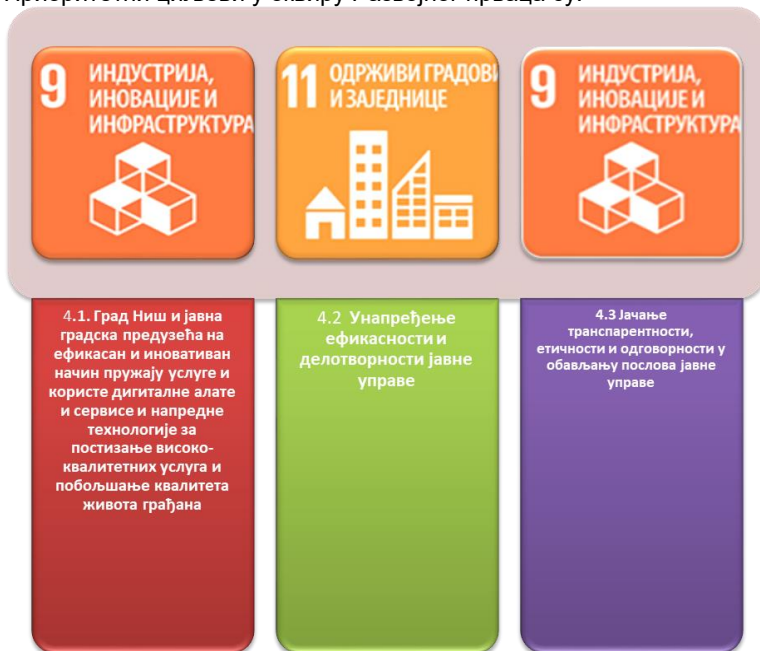 Приоритетни циљеви у оквиру Развојног правца су:
9 ИНДУСТРИЈА,
ИНОВАЦИЈЕ И
ИНФРАСТРУКТУРА
11 ОДРЖИВИ ГРАДОВИ
И ЗАЈЕДНИЦЕ
9 ИНДУСТРИЈА,
ИНОВАЦИЈЕ И
ИНФРАСТРУКТУРА
4.1. Град Ниш и јавна
градска предузећа на
ефикасан и иновативан
начин пружају услуге и
користе дигиталне алате
и сервисе и напредне
технологије за
постизање високо-
квалитетних услуга и
побољшање квалитета
живота грађана
4.2 Унапређење
ефикасности и
делотворности јавне
управе
4.3 Јачање
транспарентности,
етичности и одговорности у
обављању послова јавне
управе